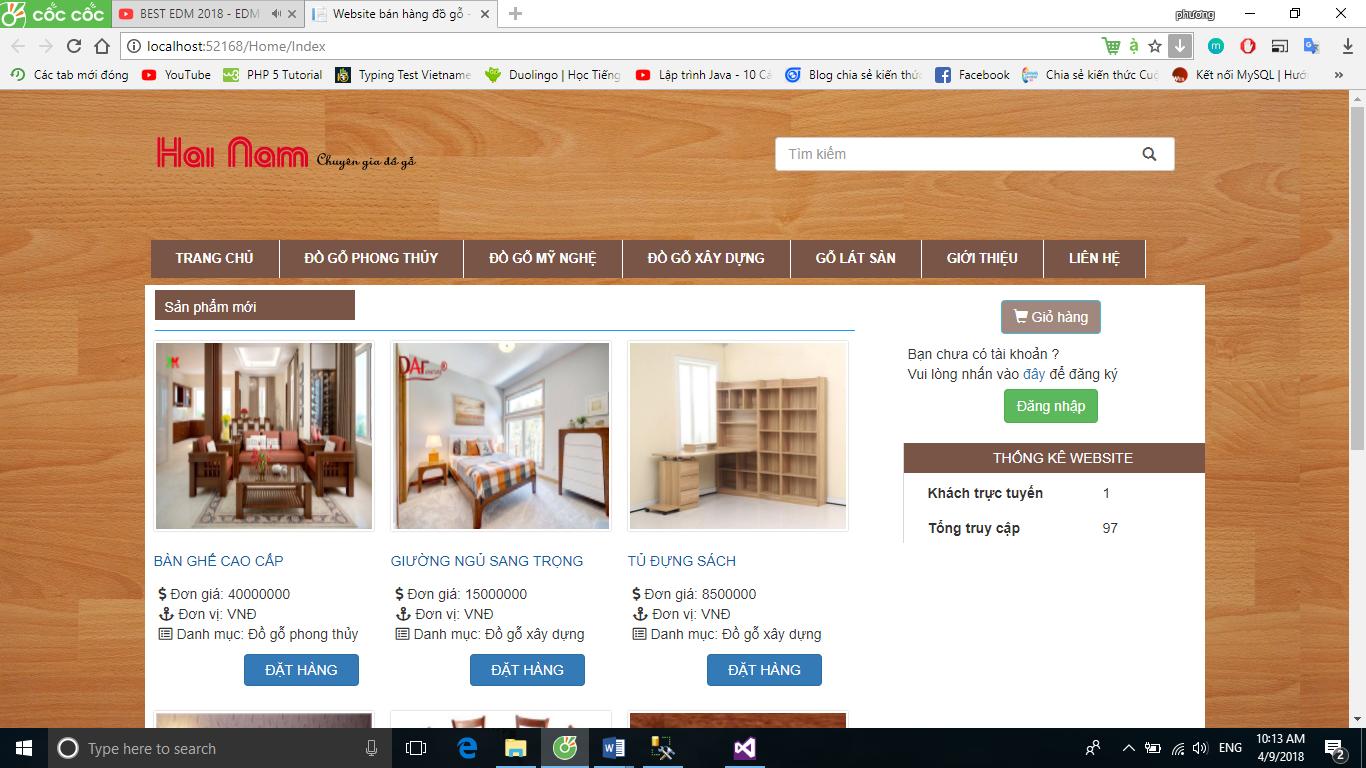 cốc cốc
BEST EDM 2018 - EDM
Website bán hàng đồ gỗ -
phương
localhost:52168/Home/Index
Các tab mới đóng
YouTube
PHP 5 Tutorial
Typing Test Vietname
Duolingo | Học Tiếng
Lập trình Java - 10 Câ
Blog chia sẻ kiến thức
Facebook
Chia sẻ kiến thức Cuộ
Kết nối MySQL | Hướ
Hai Nam Chuyên gia đồ gỗ
Tìm kiếm
TRANG CHỦ
ĐỒ GỖ PHONG THỦY
ĐỒ GỖ MỸ NGHỆ
ĐỒ GỖ XÂY DỰNG
GỖ LÁT SÀN
GIỚI THIỆU
LIÊN HỆ
Sản phẩm mới
BÀN GHẾ CAO CẤP
Đơn giá: 40000000
Đơn vị: VNĐ
Danh mục: Đồ gỗ phong thủy
ĐẶT HÀNG
GIƯỜNG NGỦ SANG TRỌNG
Đơn giá: 15000000
Đơn vị: VNĐ
Danh mục: Đồ gỗ xây dựng
ĐẶT HÀNG
TỦ ĐỰNG SÁCH
Đơn giá: 8500000
Đơn vị: VNĐ
Danh mục: Đồ gỗ xây dựng
ĐẶT HÀNG
Giỏ hàng
Bạn chưa có tài khoản ?
Vui lòng nhấn vào đây để đăng ký
Đăng nhập
THỐNG KÊ WEBSITE
Khách trực tuyến 1
Tổng truy cập 97
Type here to search
ENG
10:13 AM
4/9/2018
2